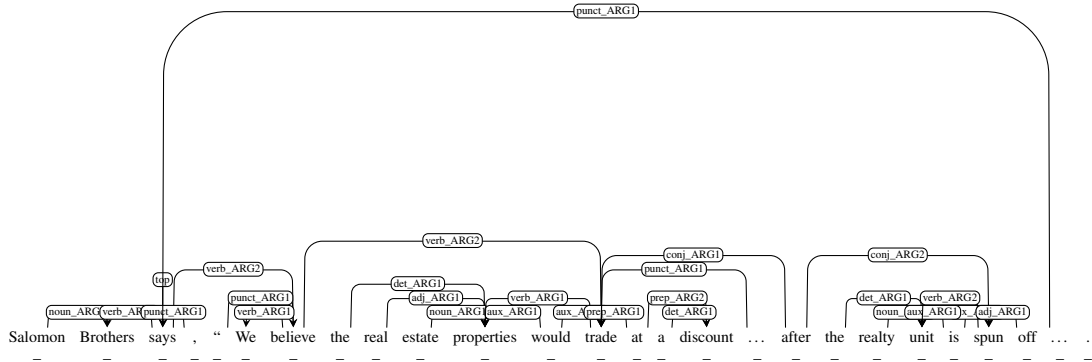 punct_ARG1
verb_ARG2
conj_ARG1 conj_ARG2
verb_ARG2 punct_ARG1
top
det_ARG1
punct_ARG1 adj_ARG1 verb_ARG1 prep_ARG2 det_ARG1 verb_ARG2
punct_ARG1 verb_ARG1 aux_ARG1 prep_ARG1 det_ARG1 aux_ARG1 adj_ARG1
Salomon Brothers says , “ We believe the real estate properties would trade at a discount … after the realty unit is spun off …